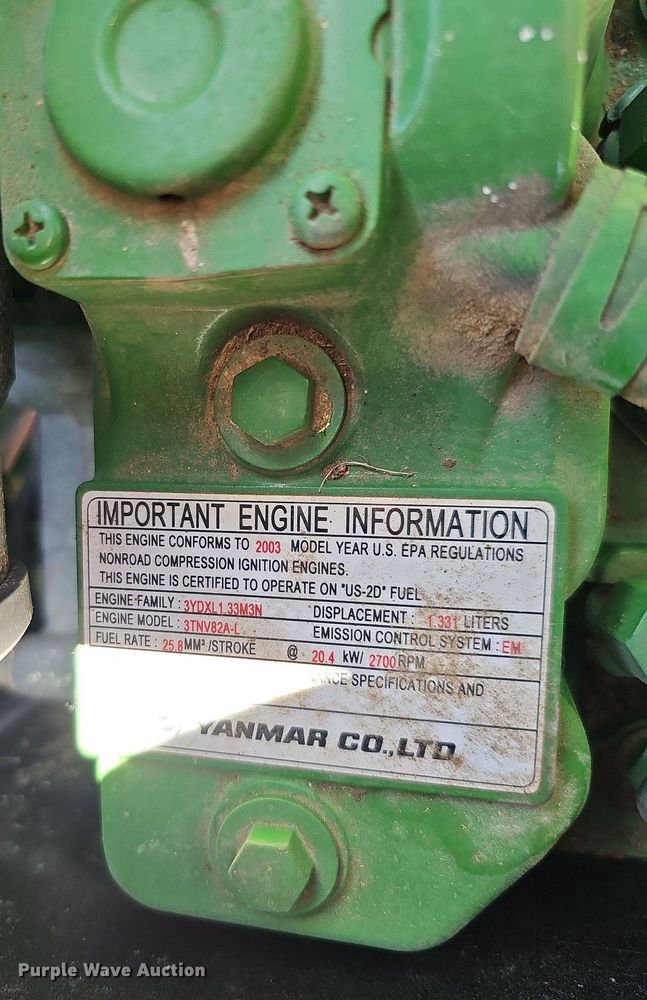 IMPORTANT ENGINE INFORMATION
THIS ENGINE CONFORMS TO 2003 MODEL YEAR U.S. EPA REGULATIONS
NONROAD COMPRESSION IGNITION ENGINES.
THIS ENGINE IS CERTIFIED TO OPERATE ON "US-2D" FUEL
ENGINE FAMILY : 3YDXL1.33M3N DISPLACEMENT : 1.331 LITERS
ENGINE MODEL : 3TNV82A-L EMISSION CONTROL SYSTEM : EM
FUEL RATE : 25.8 MM³/STROKE @ 20.4 kW/ 2700 RPM
SPECIFICATIONS AND
YANMAR CO.,LTD.
Purple Wave Auction